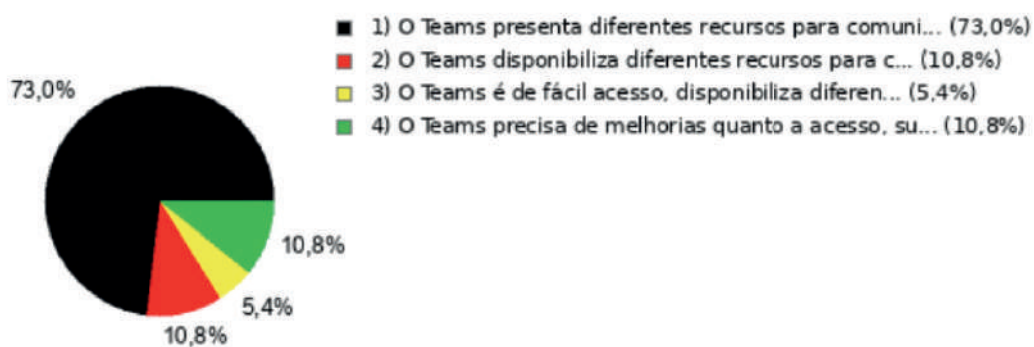 1) O Teams presenta diferentes recursos para comuni... (73,0%)
2) O Teams disponibiliza diferentes recursos para c... (10,8%)
3) O Teams é de fácil acesso, disponibiliza diferen... (5,4%)
4) O Teams precisa de melhorias quanto a acesso, su... (10,8%)
73,0%
10,8%
5,4%
10,8%